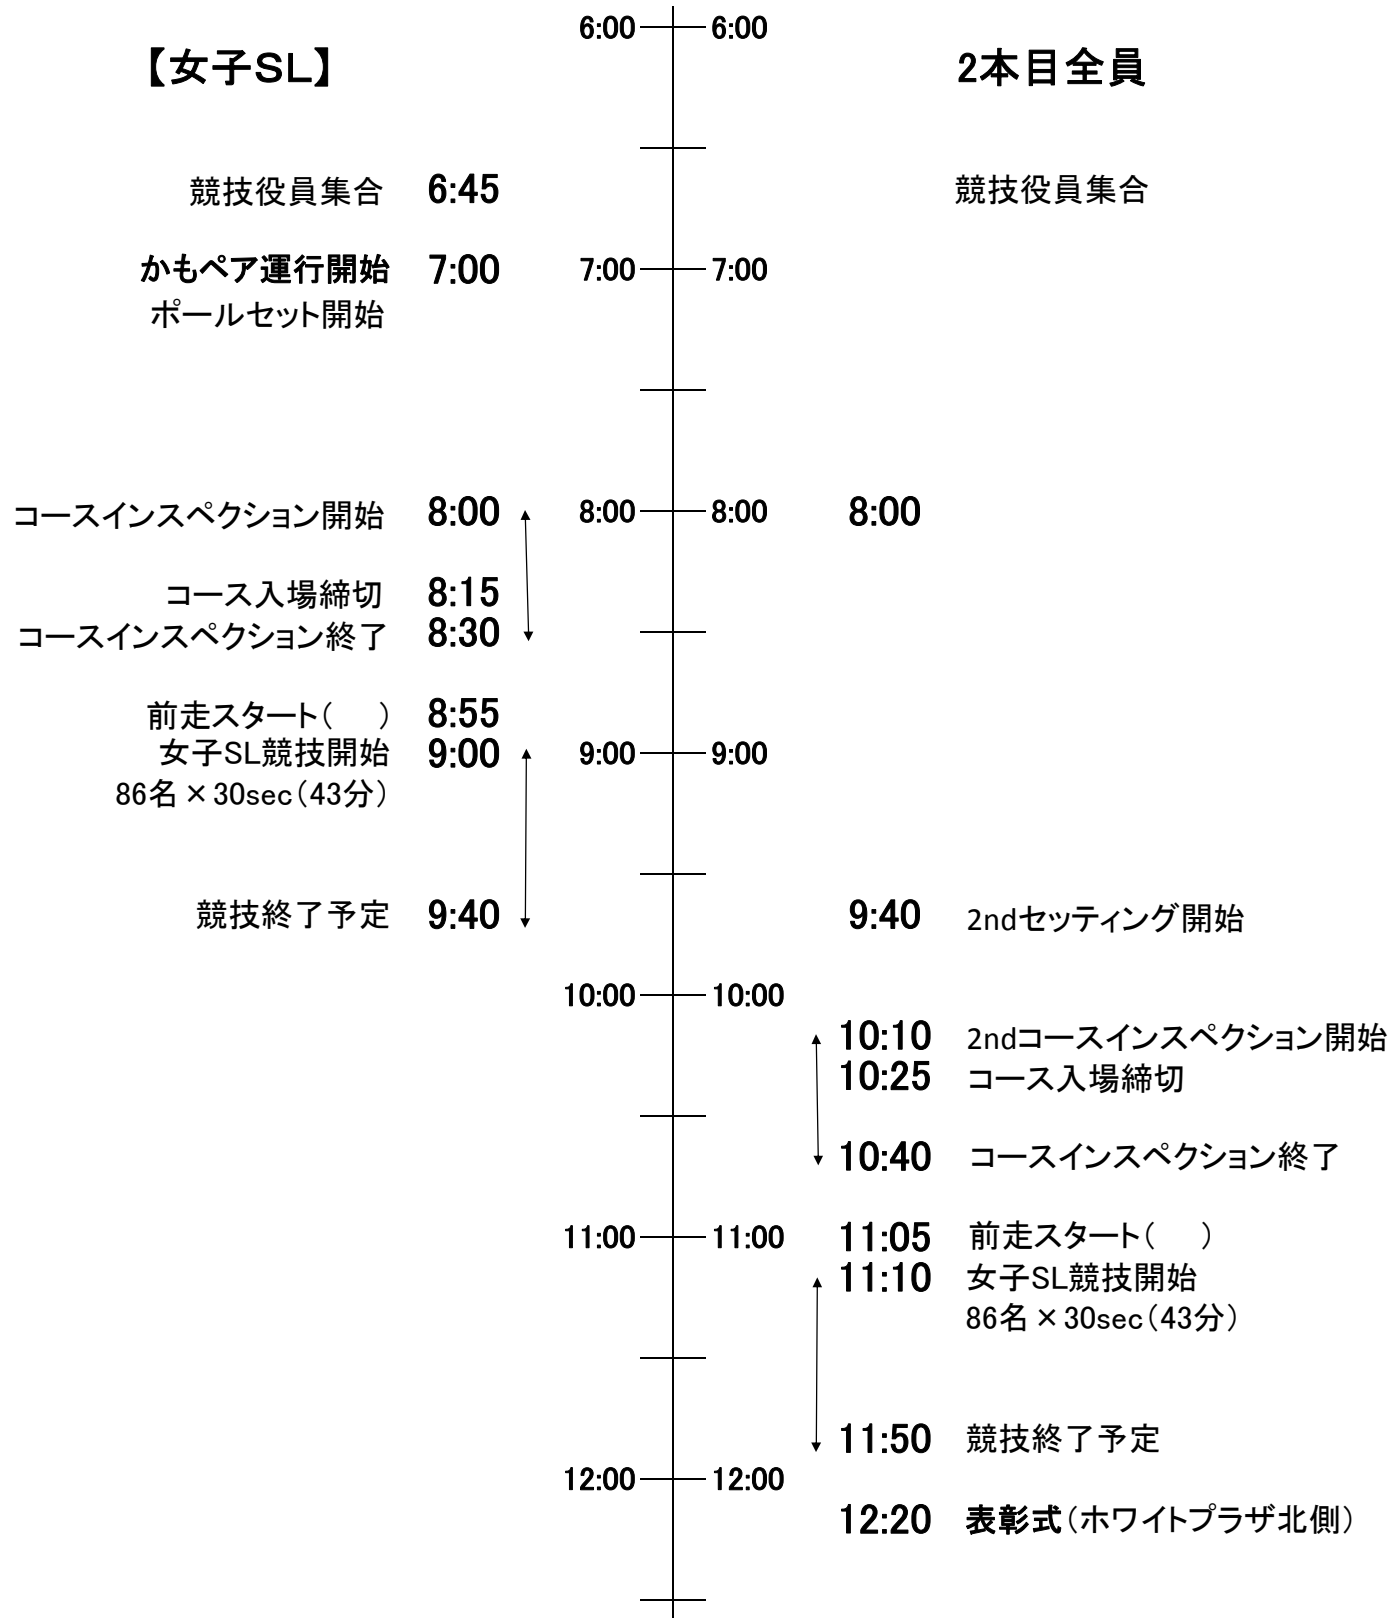 6:00 6:00
【女子SL】 2本目全員
競技役員集合 6:45 競技役員集合
かもペア運行開始 7:00 7:00 7:00
ポールセット開始
コースインスペクション開始 8:00 8:00 8:00 8:00
コース入場締切 8:15
コースインスペクション終了 8:30
前走スタート（　） 8:55
女子SL競技開始 9:00 9:00 9:00
86名×30sec（43分）
競技終了予定 9:40 9:40 2ndセッティング開始
10:00 10:00
10:10 2ndコースインスペクション開始
10:25 コース入場締切
10:40 コースインスペクション終了
11:00 11:00 11:05 前走スタート（　）
11:10 女子SL競技開始
86名×30sec（43分）
11:50 競技終了予定
12:00 12:00
12:20 表彰式（ホワイトプラザ北側）